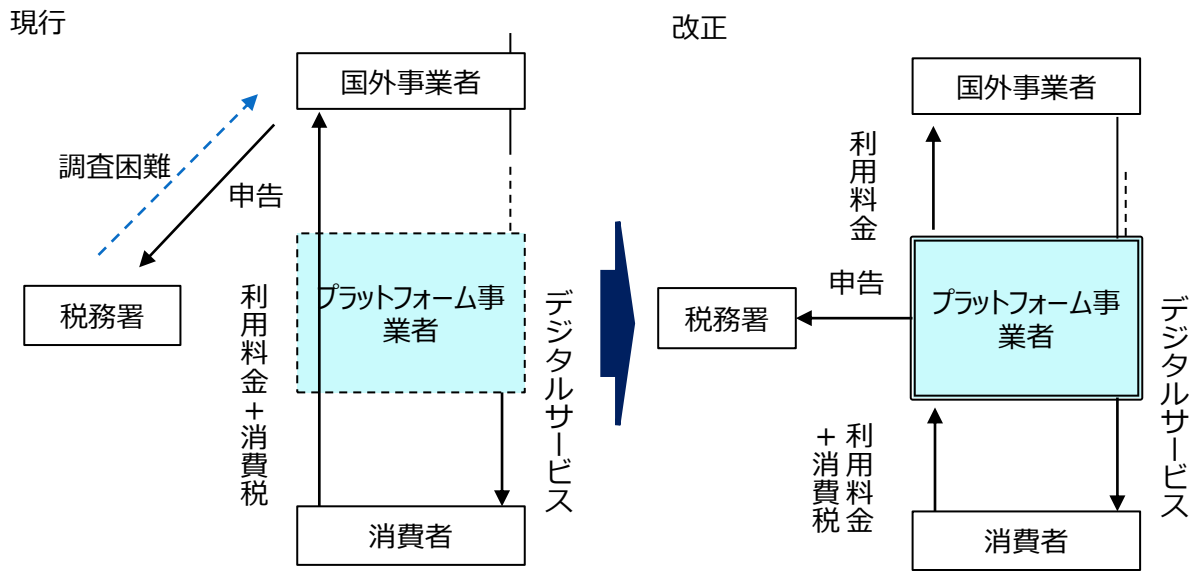 現行
国外事業者
調査困難
申告
税務署
利用料金+消費税
プラットフォーム事
業者
デジタルサービス
消費者
改正
国外事業者
利用料金
申告
税務署
プラットフォーム事
業者
デジタルサービス
利用料金
+消費税
消費者